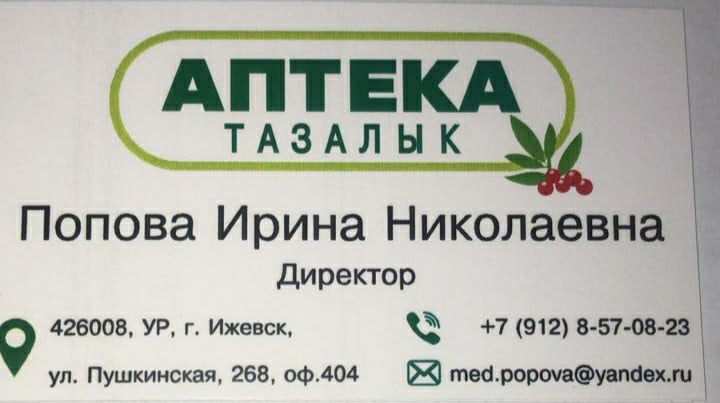 АПТЕКА
ТАЗАЛЫК
Попова Ирина Николаевна
Директор
426008, УР, г. Ижевск,
ул. Пушкинская, 268, оф.404
+7 (912) 8-57-08-23
med.popova@yandex.ru